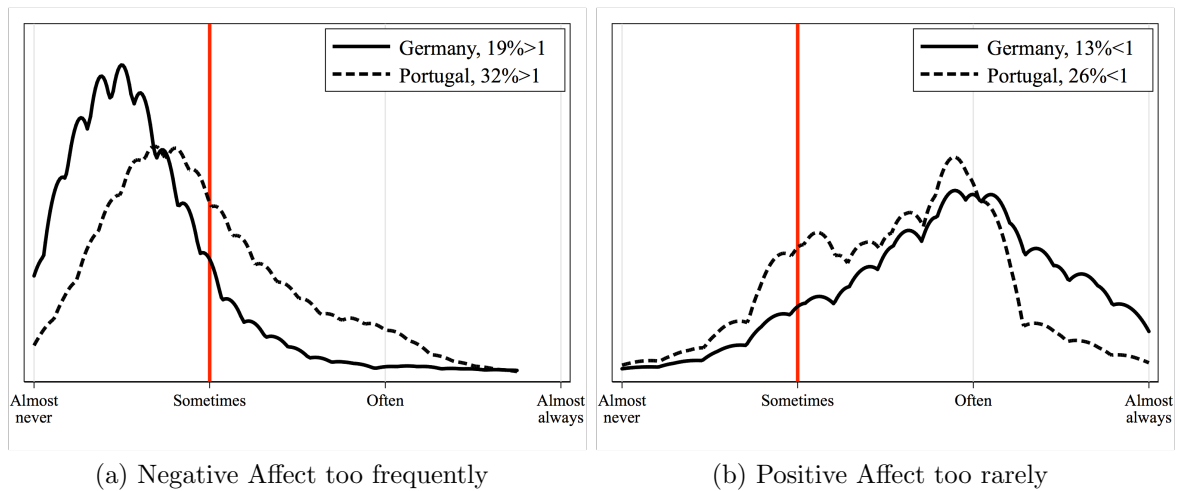 Germany, 19%>1
Portugal, 32%>1
Almost never
Sometimes
Often
Almost always
(a) Negative Affect too frequently
Germany, 13%<1
Portugal, 26%<1
Almost never
Sometimes
Often
Almost always
(b) Positive Affect too rarely